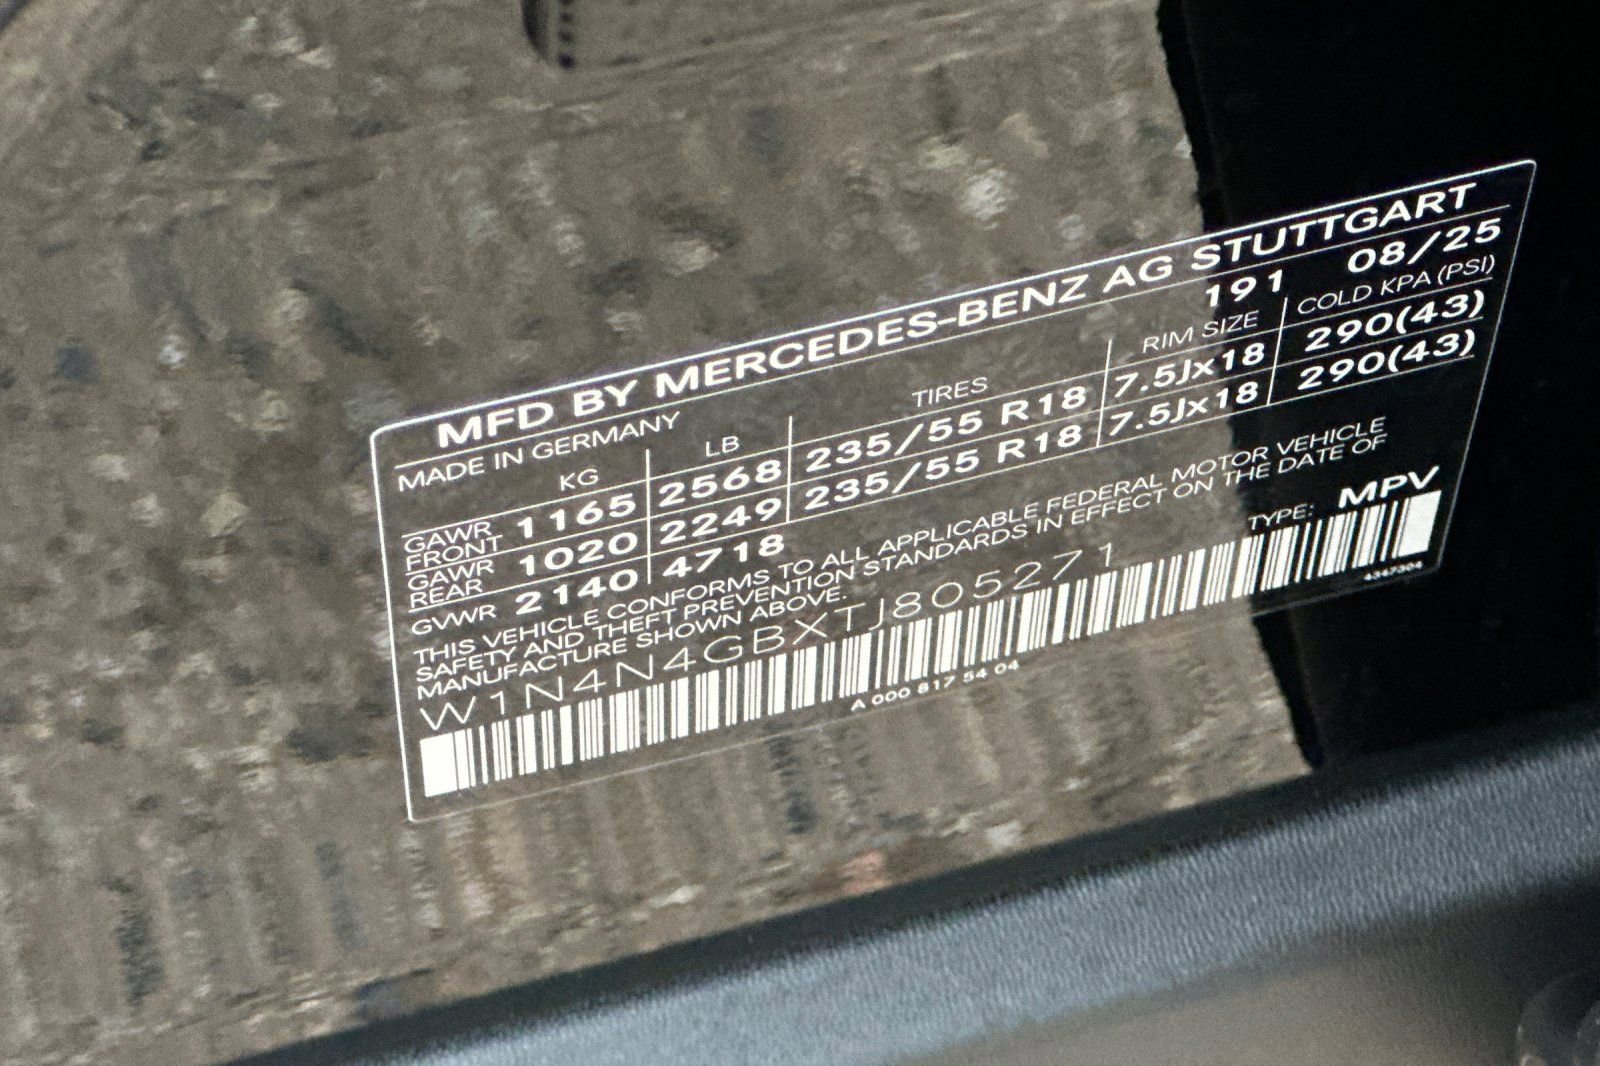 MFD BY MERCEDES-BENZ AG STUTTGART
MADE IN GERMANY 191 08/25
KG LB TIRES RIM SIZE COLD KPA (PSI)
GAWR FRONT 1165 2568 235/55 R18 7.5Jx18 290(43)
GAWR REAR 1020 2249 235/55 R18 7.5Jx18 290(43)
GVWR 2140 4718
THIS VEHICLE CONFORMS TO ALL APPLICABLE FEDERAL MOTOR VEHICLE
SAFETY AND THEFT PREVENTION STANDARDS IN EFFECT ON THE DATE OF
MANUFACTURE SHOWN ABOVE.
W1N4N4GBXTJ805271 TYPE: MPV
A 000 817 54 04 4347304